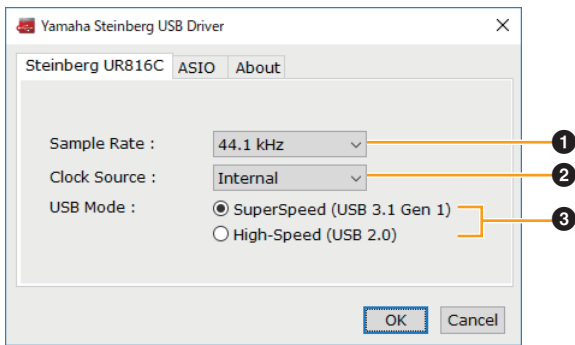 Yamaha Steinberg USB Driver
Steinberg UR816C ASIO About
Sample Rate : 44.1 kHz 1
Clock Source : Internal 2
USB Mode : SuperSpeed (USB 3.1 Gen 1) 3
High-Speed (USB 2.0)
OK Cancel